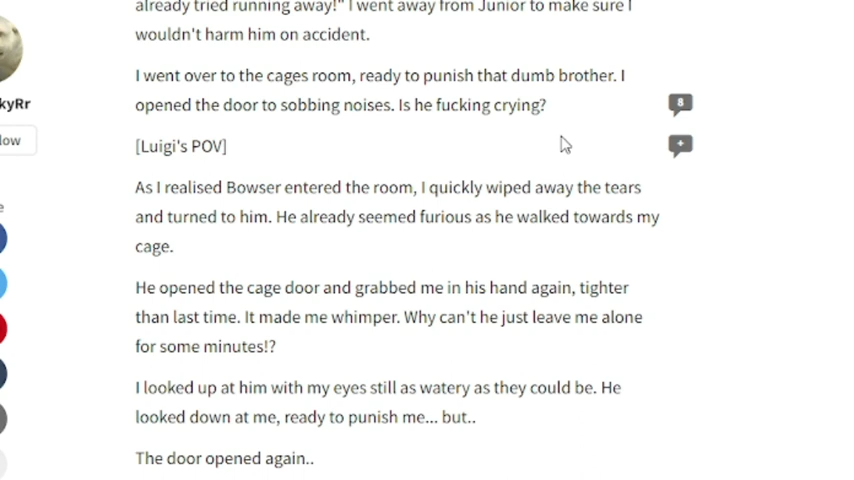 already tried running away!" I went away from Junior to make sure I
wouldn't harm him on accident.
kyRr
I went over to the cages room, ready to punish that dumb brother. I
opened the door to sobbing noises. Is he fucking crying?
8
low
[Luigi's POV]
+
As I realised Bowser entered the room, I quickly wiped away the tears
and turned to him. He already seemed furious as he walked towards my
cage.
e
He opened the cage door and grabbed me in his hand again, tighter
than last time. It made me whimper. Why can't he just leave me alone
for some minutes!?
I looked up at him with my eyes still as watery as they could be. He
looked down at me, ready to punish me... but..
The door opened again..